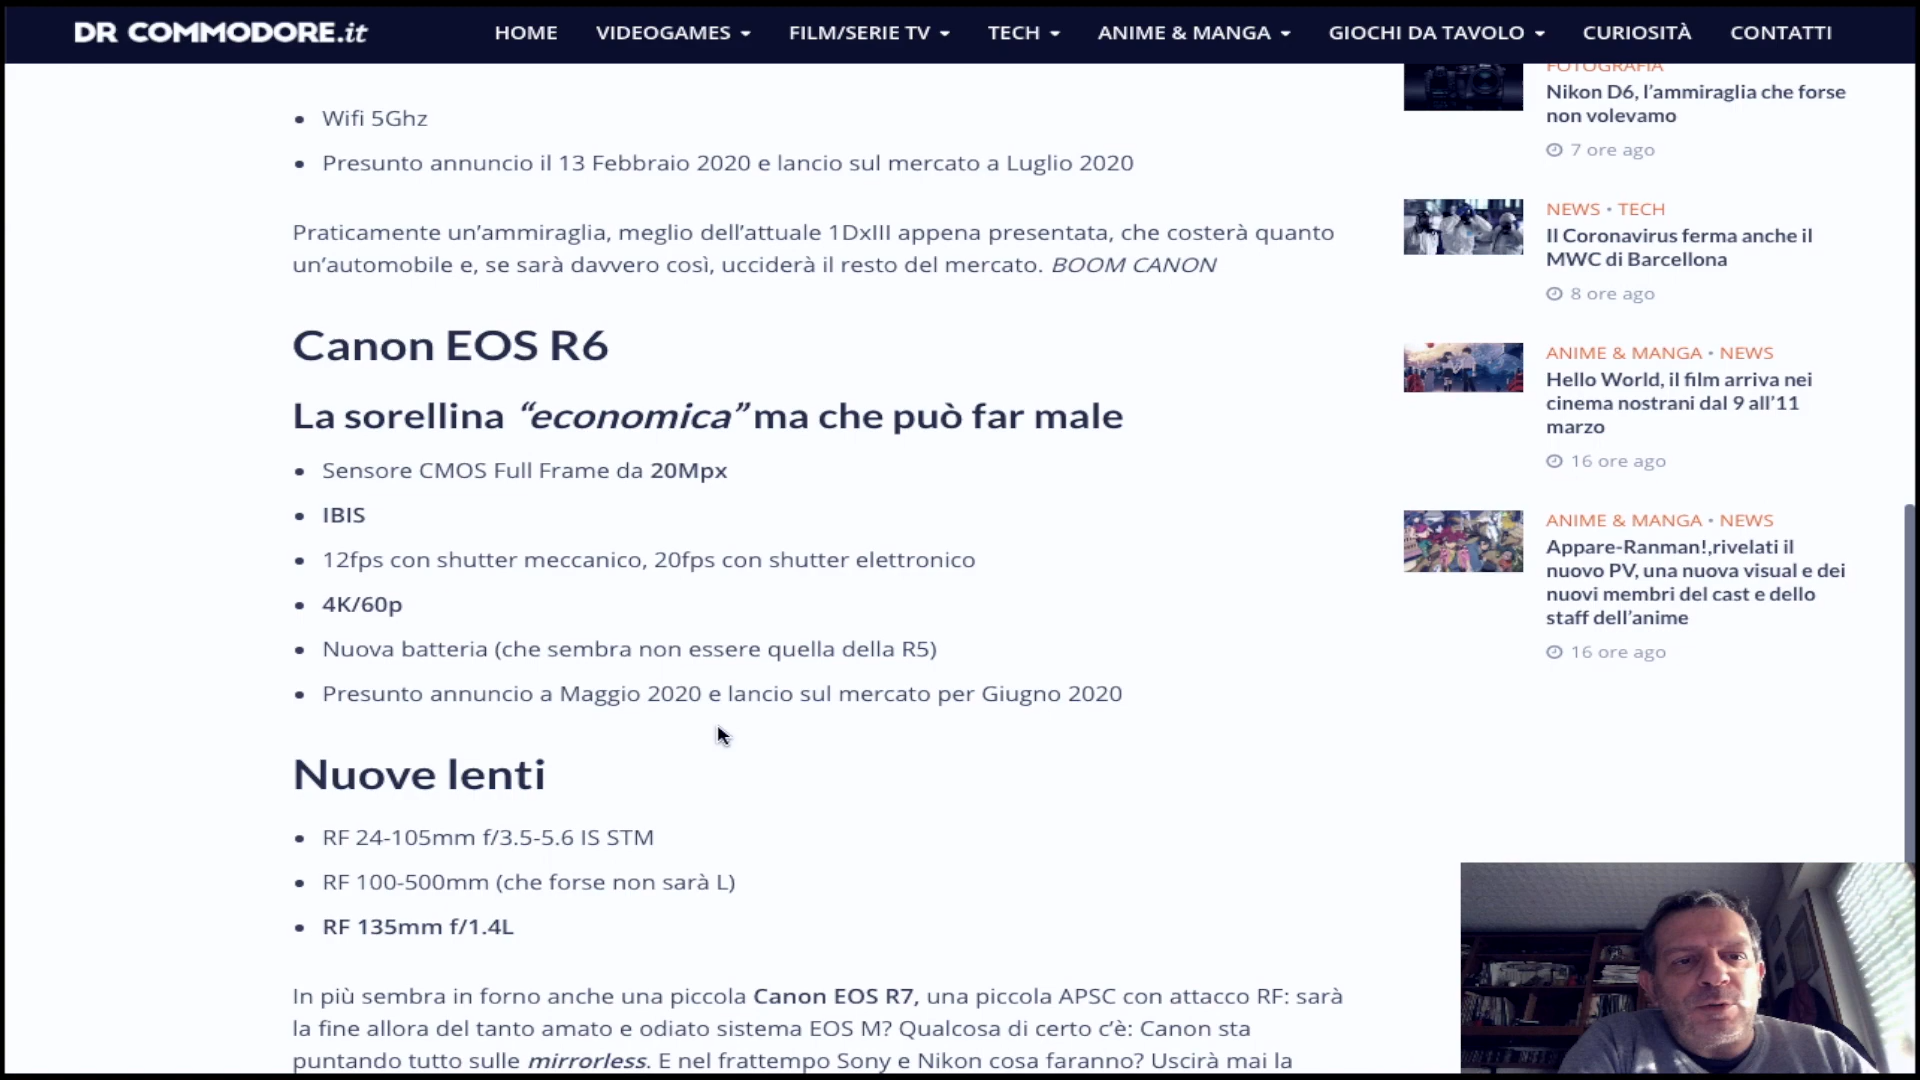 DR COMMODORE.it
HOME
VIDEOGAMES
FILM/SERIE TV
TECH
ANIME & MANGA
GIOCHI DA TAVOLO
CURIOSITÀ
CONTATTI
Wifi 5Ghz
Presunto annuncio il 13 Febbraio 2020 e lancio sul mercato a Luglio 2020
Praticamente un’ammiraglia, meglio dell’attuale 1DxIII appena presentata, che costerà quanto
un’automobile e, se sarà davvero così, ucciderà il resto del mercato. BOOM CANON
Canon EOS R6
La sorellina “economica” ma che può far male
Sensore CMOS Full Frame da 20Mpx
IBIS
12fps con shutter meccanico, 20fps con shutter elettronico
4K/60p
Nuova batteria (che sembra non essere quella della R5)
Presunto annuncio a Maggio 2020 e lancio sul mercato per Giugno 2020
Nuove lenti
RF 24-105mm f/3.5-5.6 IS STM
RF 100-500mm (che forse non sarà L)
RF 135mm f/1.4L
In più sembra in forno anche una piccola Canon EOS R7, una piccola APSC con attacco RF: sarà
la fine allora del tanto amato e odiato sistema EOS M? Qualcosa di certo c’è: Canon sta
puntando tutto sulle mirrorless. E nel frattempo Sony e Nikon cosa faranno? Uscirà mai la
FOTOGRAFIA
Nikon D6, l’ammiraglia che forse
non volevamo
7 ore ago
NEWS • TECH
Il Coronavirus ferma anche il
MWC di Barcellona
8 ore ago
ANIME & MANGA • NEWS
Hello World, il film arriva nei
cinema nostrani dal 9 all’11
marzo
16 ore ago
ANIME & MANGA • NEWS
Appare-Ranman!,rivelati il
nuovo PV, una nuova visual e dei
nuovi membri del cast e dello
staff dell’anime
16 ore ago